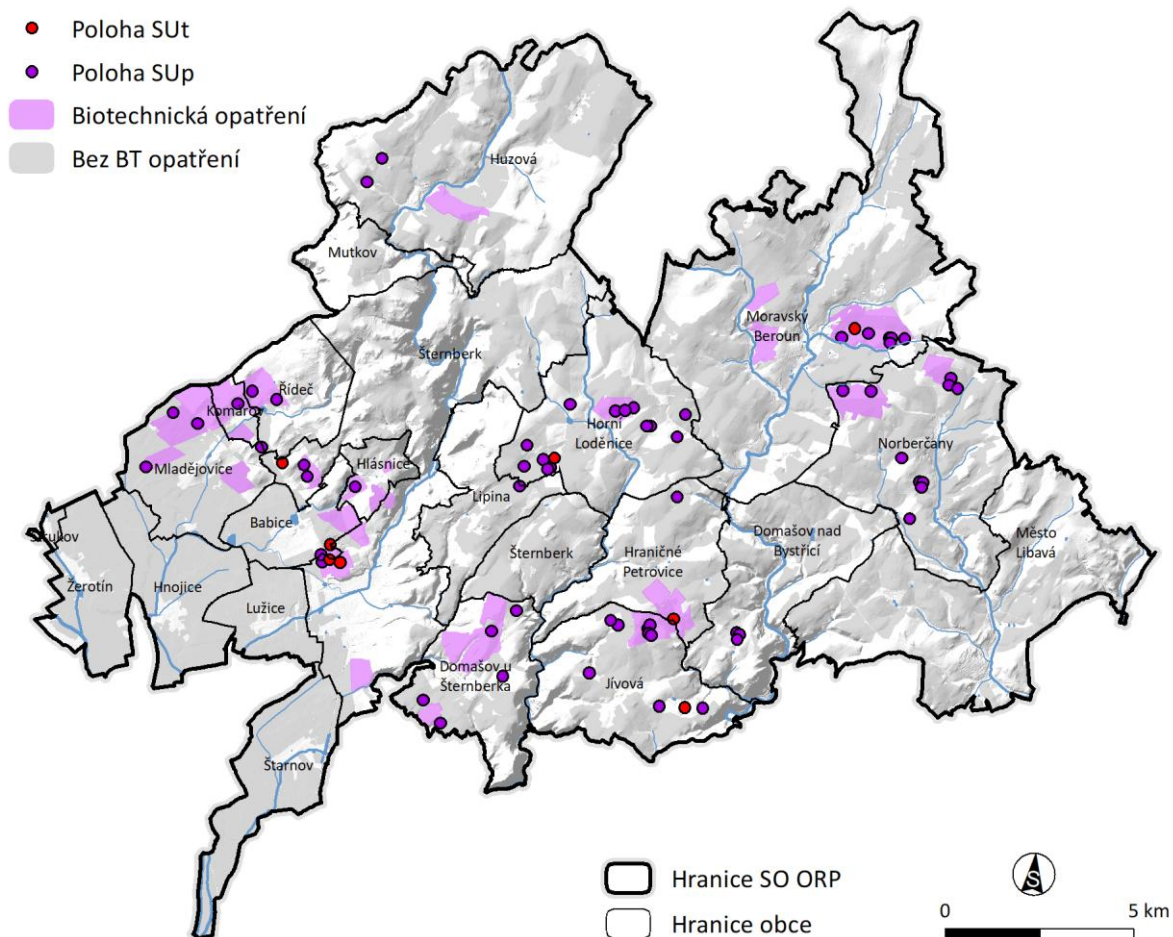 Poloha SUt
Poloha SUp
Biotechnická opatření
Bez BT opatření
Huzová
Mutkov
Šternberk
Moravský
Beroun
Řídeč
Komárov
Horní
Loděnice
Norberčany
Mladějovice
Hlásnice
Lipina
Babice
Domašov nad
Bystřicí
Město
Libavá
Šternberk
Hraničné
Petrovice
Žerotín
Hnojice
Lužice
Domašov u
Šternberka
Jívová
Štarnov
Hranice SO ORP
Hranice obce
S
0 5 km